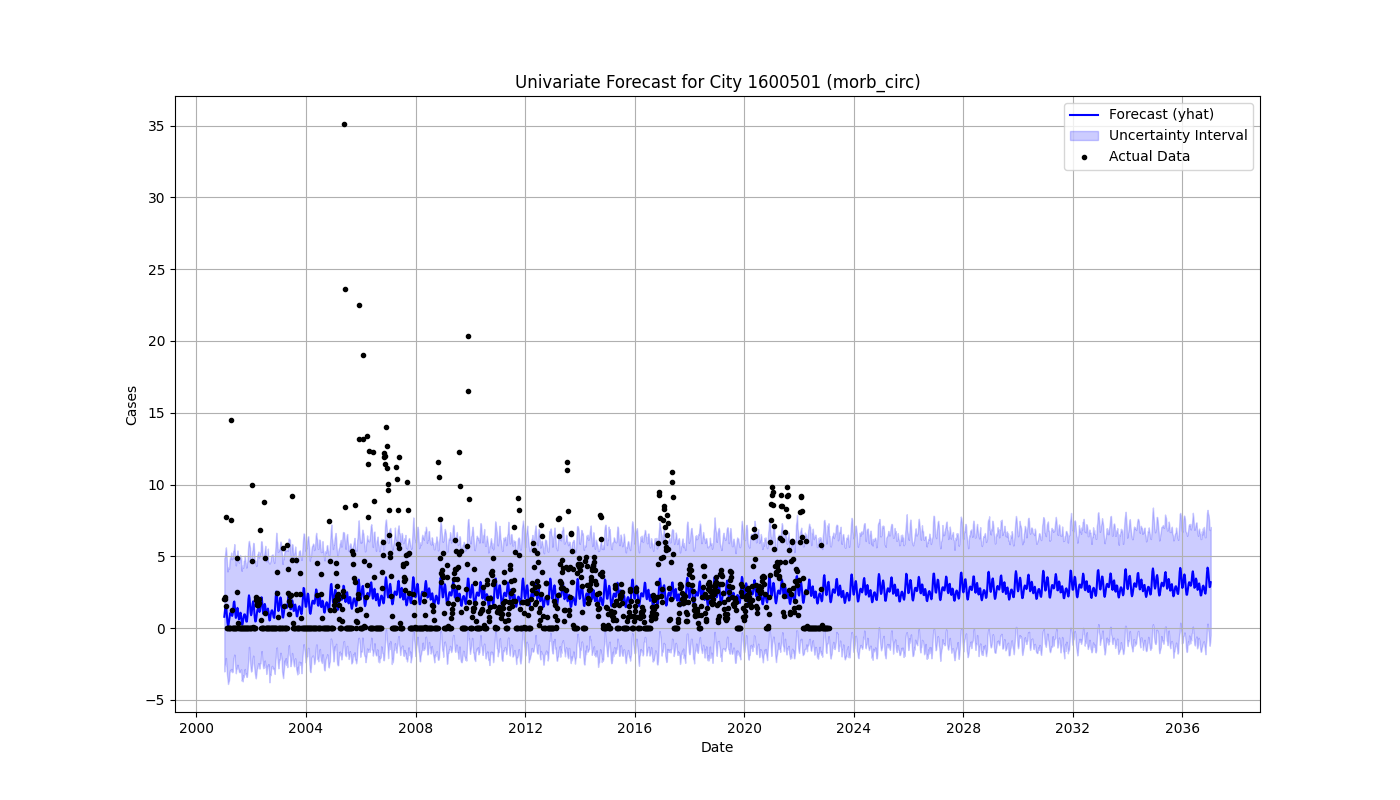 Univariate Forecast for City 1600501 (morb_circ)
Forecast (yhat)
Uncertainty Interval
Actual Data
Cases
35
30
25
20
15
10
5
0
−5
2000 2004 2008 2012 2016 2020 2024 2028 2032 2036
Date